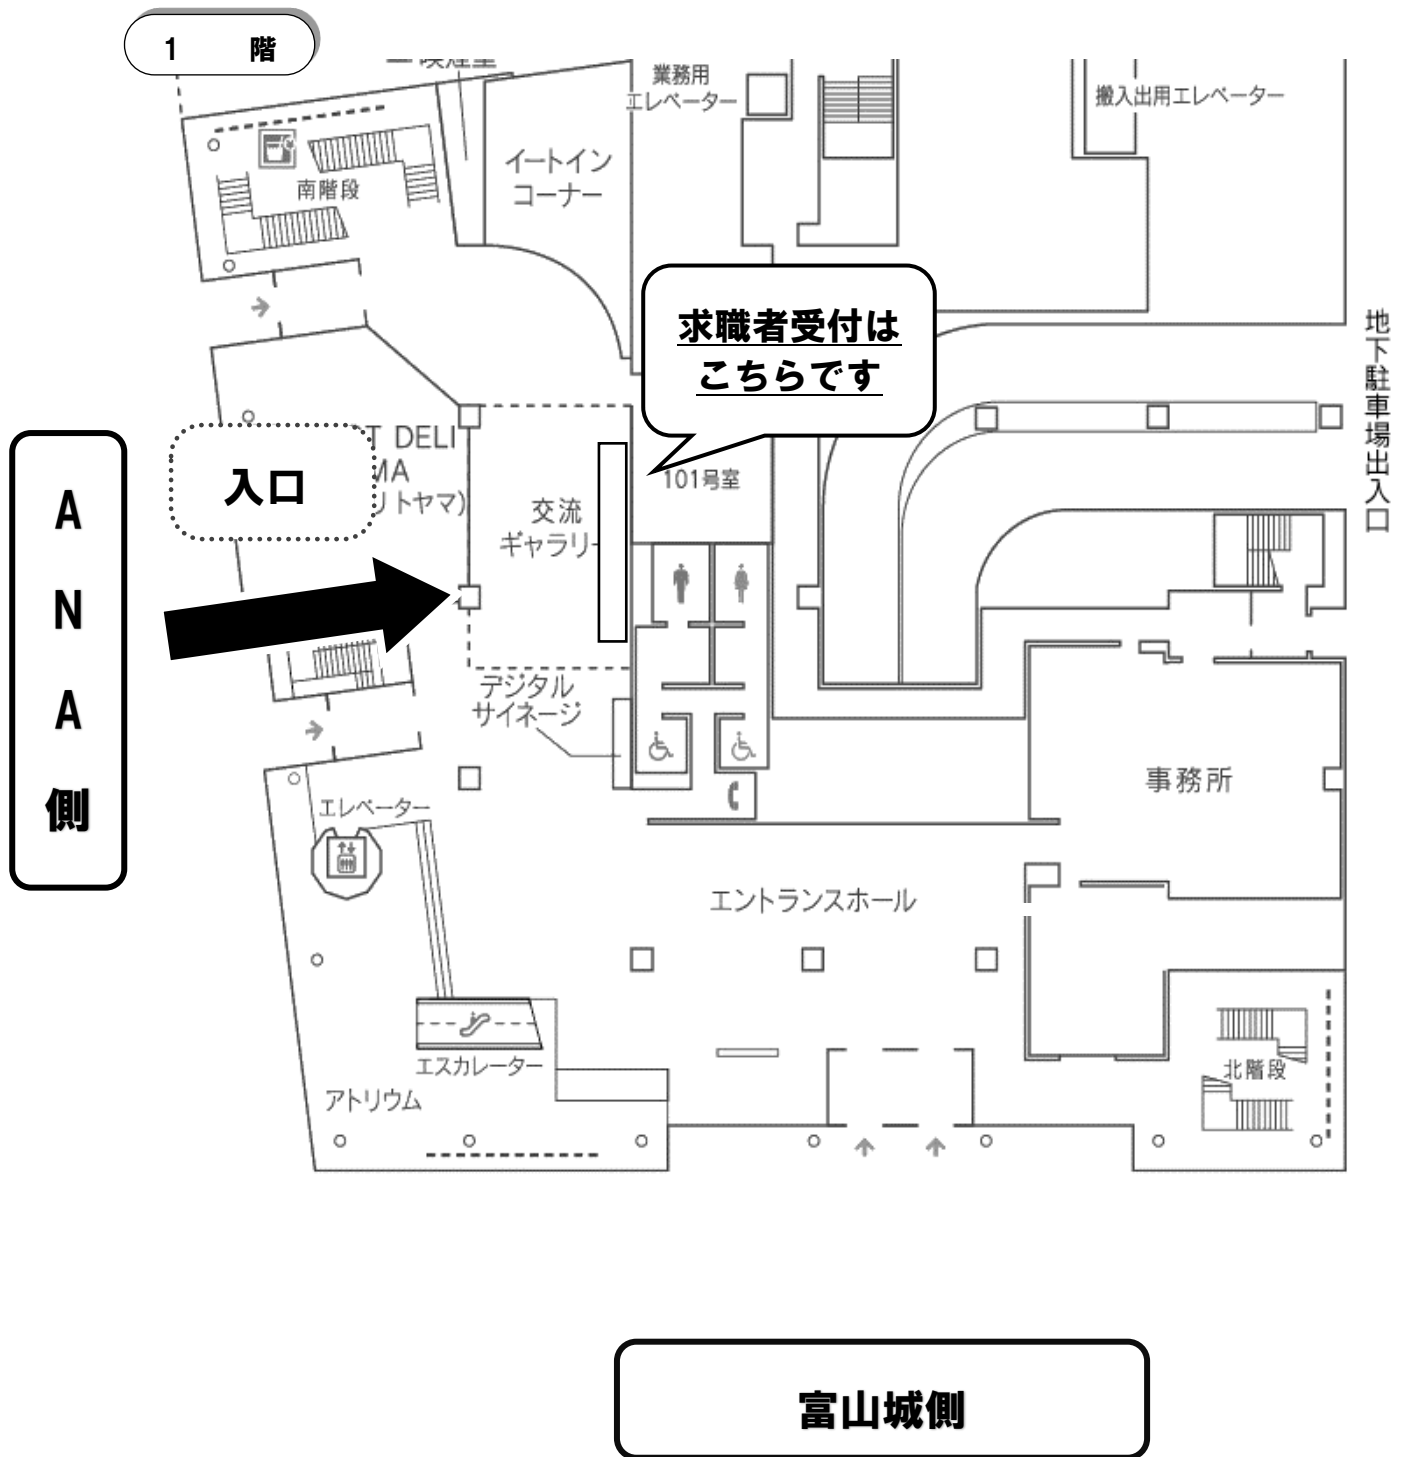 1 階
業務用
エレベーター
搬入出用エレベーター
イートイン
コーナー
南階段
求職者受付は
こちらです
地下駐車場出入口
T DELI
MA
リトヤマ)
入口
101号室
交流
ギャラリー
ANA側
デジタル
サイネージ
事務所
エレベーター
エントランスホール
エスカレーター
アトリウム
北階段
富山城側